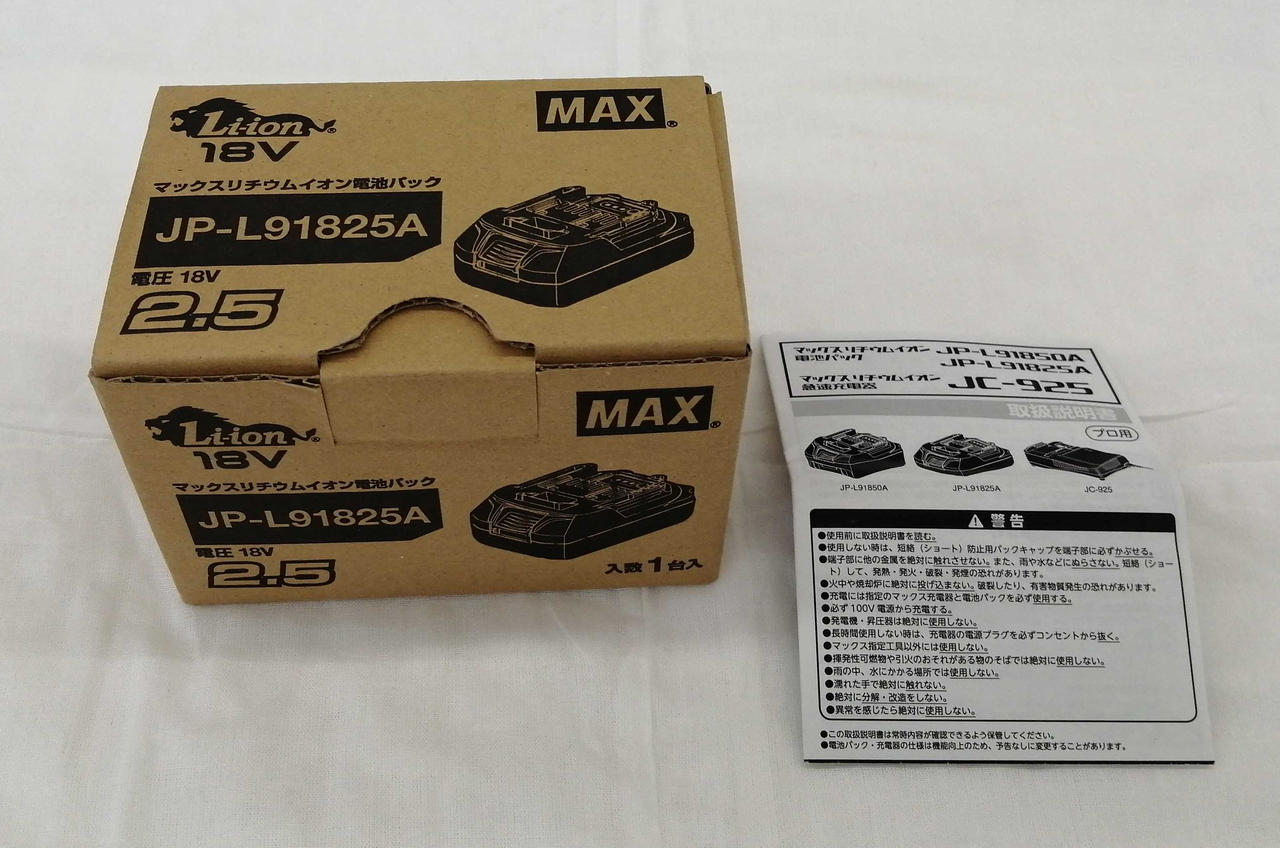 Li-ion®
18V
MAX®
マックスリチウムイオン電池パック
JP-L91825A
電圧 18V
2.5
Li-ion®
18V
MAX®
マックスリチウムイオン電池パック
JP-L91825A
電圧 18V
2.5
入数1台入
マックスリチウムイオン
電池パック
JP-L91850A
JP-L91825A
マックスリチウムイオン
急速充電器
JC-925
取扱説明書
プロ用
JP-L91850A
JP-L91825A
JC-925
⚠警告
●使用前に取扱説明書を読む。
●使用しない時は、短絡（ショート）防止用パックキャップを端子部に必ずかぶせる。
●端子部に他の金属を絶対に触れさせない。また、雨や水などにぬらさない。短絡（ショー
ト）して、発熱・発火・破裂・発煙の恐れがあります。
●火中や焼却炉に絶対に投げ込まない。破裂したり、有害物質発生の恐れがあります。
●充電には指定のマックス充電器と電池パックを必ず使用する。
●必ず100V電源から充電する。
●発電機・昇圧器は絶対に使用しない。
●長時間使用しない時は、充電器の電源プラグを必ずコンセントから抜く。
●マックス指定工具以外には使用しない。
●揮発性可燃物や引火のおそれがある物のそばでは絶対に使用しない。
●雨の中、水にかかる場所では使用しない。
●濡れた手で絶対に触れない。
●絶対に分解・改造をしない。
●異常を感じたら絶対に使用しない。
●この取扱説明書は常時内容が確認できるよう保管してください。
●電池パック・充電器の仕様は機能向上のため、予告なしに変更することがあります。